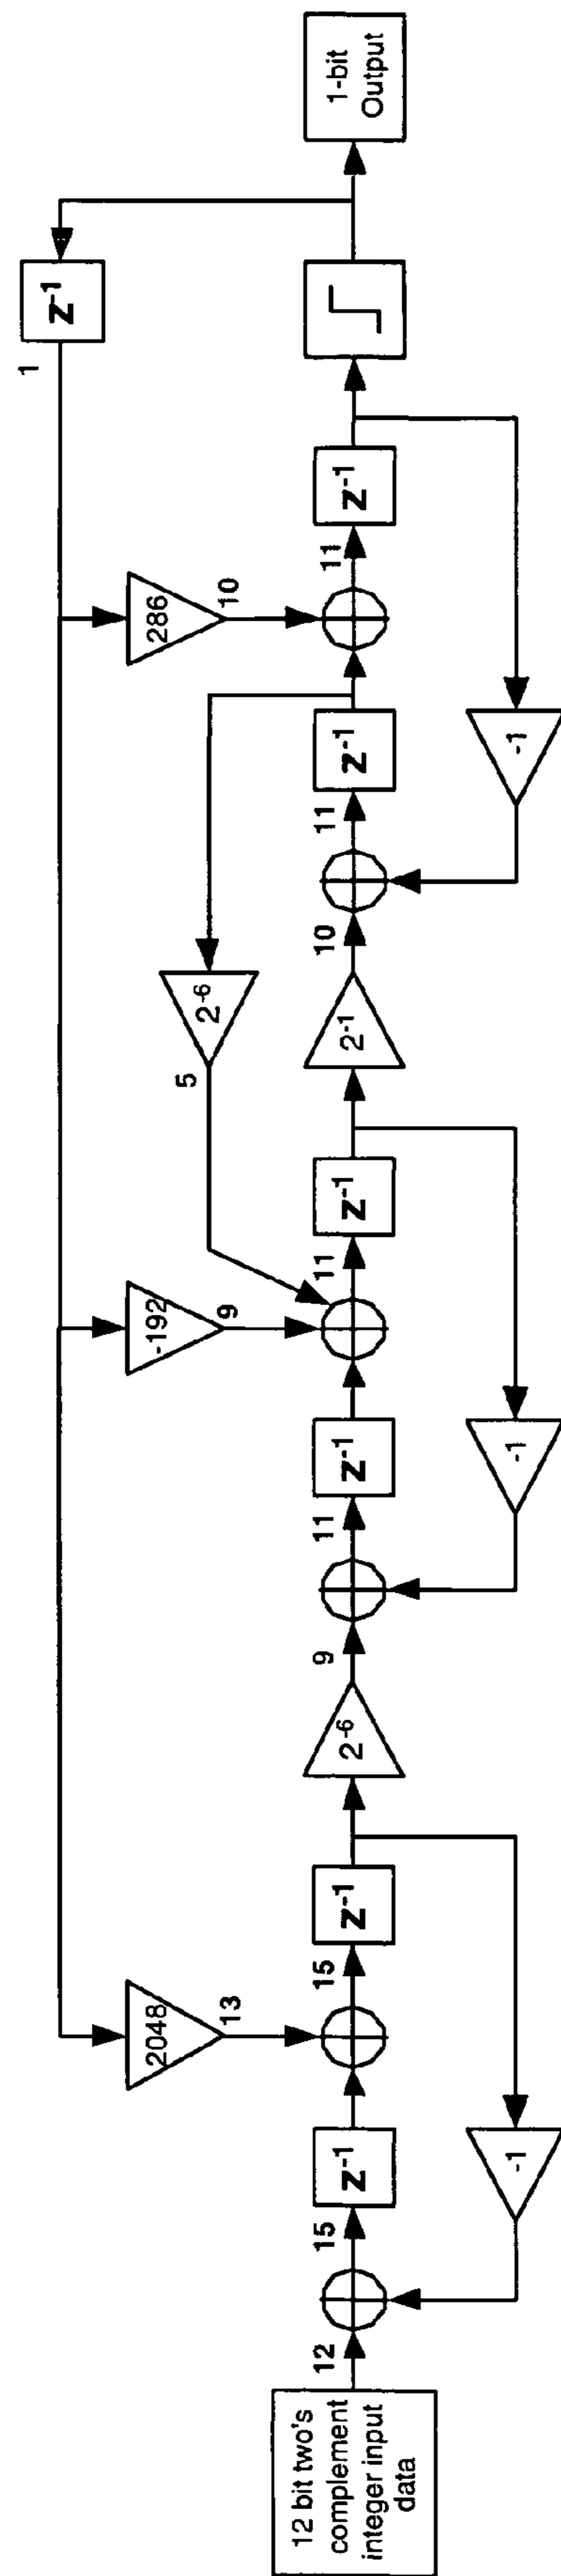 12 bit two's
complement
integer input
data
12
15
z⁻¹
2048
13
15
z⁻¹
-1
2⁻⁶
9
11
z⁻¹
-192
9
11
z⁻¹
-1
2⁻⁶
5
2⁻¹
10
11
z⁻¹
286
10
11
z⁻¹
-1
z⁻¹
1
1-bit
Output